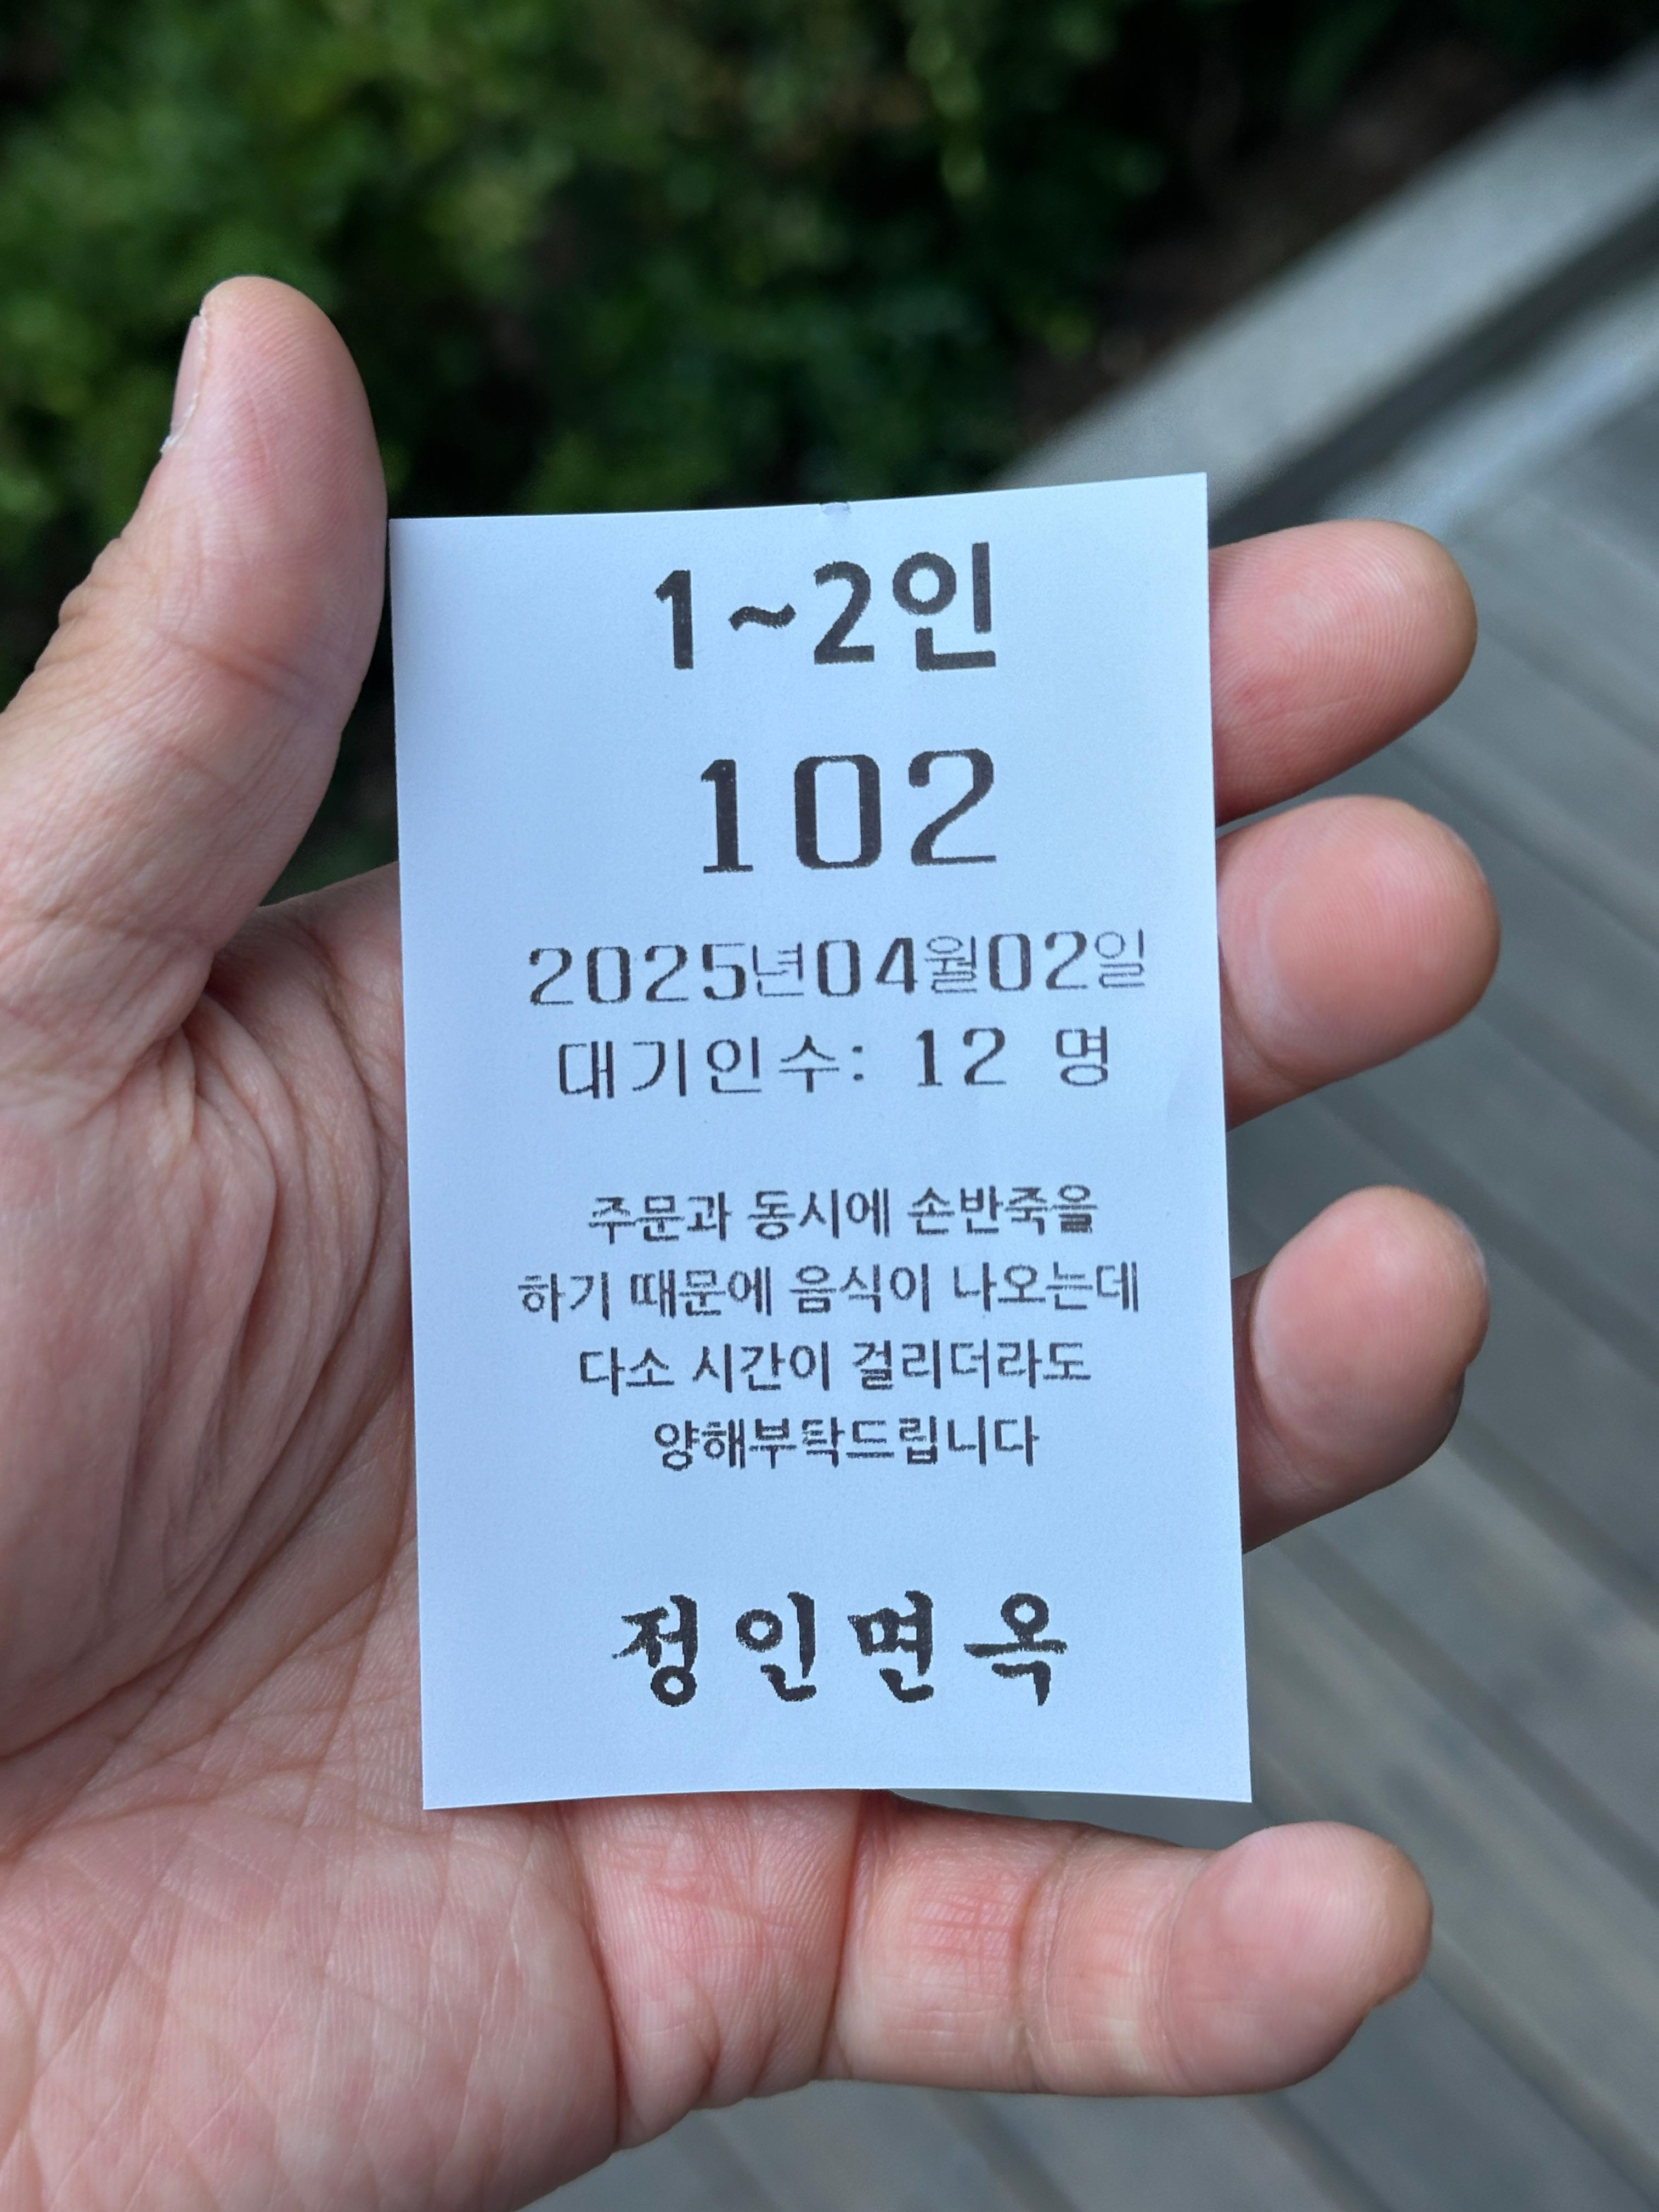 1~2인
102
2025년04월02일
대기인수: 12 명
주문과 동시에 손반죽을
하기 때문에 음식이 나오는데
다소 시간이 걸리더라도
양해부탁드립니다
정인면옥